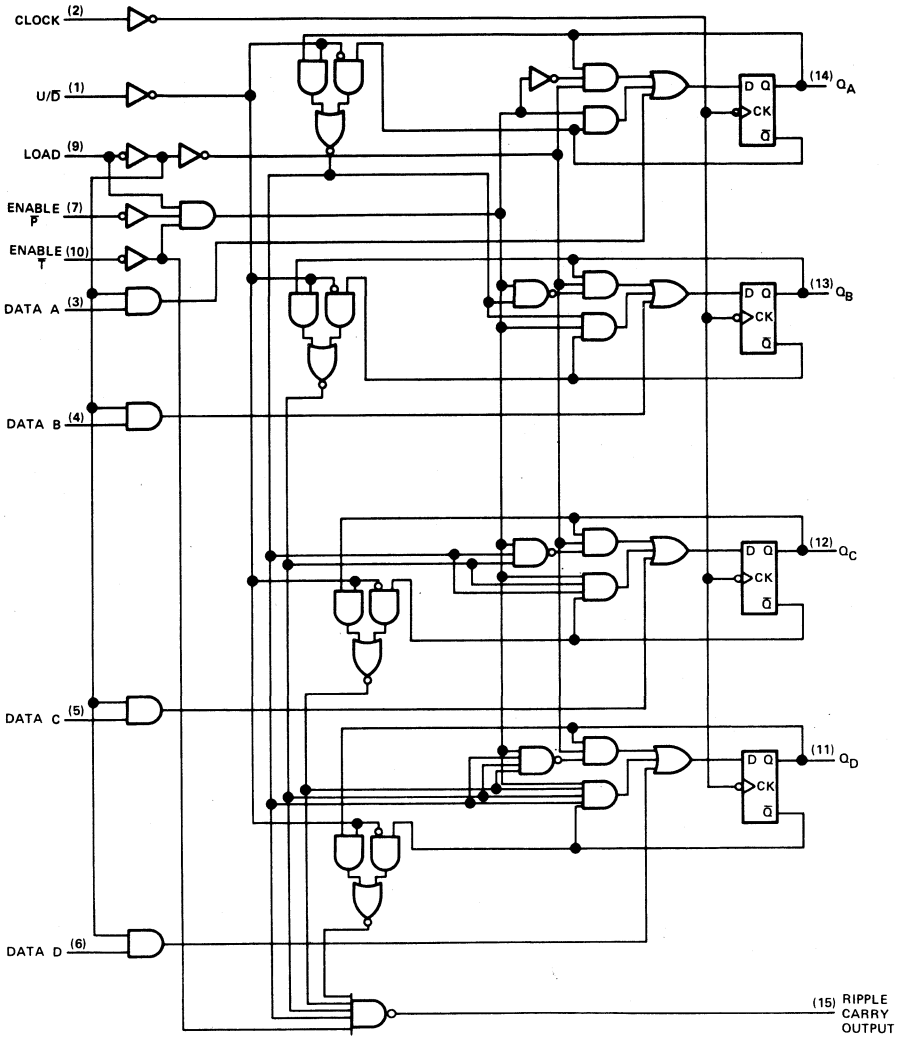 CLOCK (2)
U/D̅ (1)
LOAD (9)
ENABLE (7)
P̅
ENABLE (10)
T̅
DATA A (3)
DATA B (4)
DATA C (5)
DATA D (6)
D Q
CK
Q̅
(14) QA
D Q
CK
Q̅
(13) QB
D Q
CK
Q̅
(12) QC
D Q
CK
Q̅
(11) QD
(15) RIPPLE
CARRY
OUTPUT